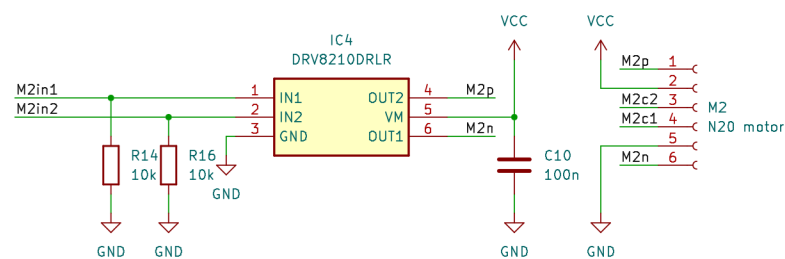 VCC
VCC
IC4
DRV8210DRLR
M2in1
1
IN1
OUT2
4
M2p
M2in2
2
IN2
VM
5
3
GND
OUT1
6
M2n
R14
10k
R16
10k
GND
C10
100n
GND
GND
GND
GND
M2p
1
2
M2c2
3
M2
M2c1
4
N20 motor
5
M2n
6